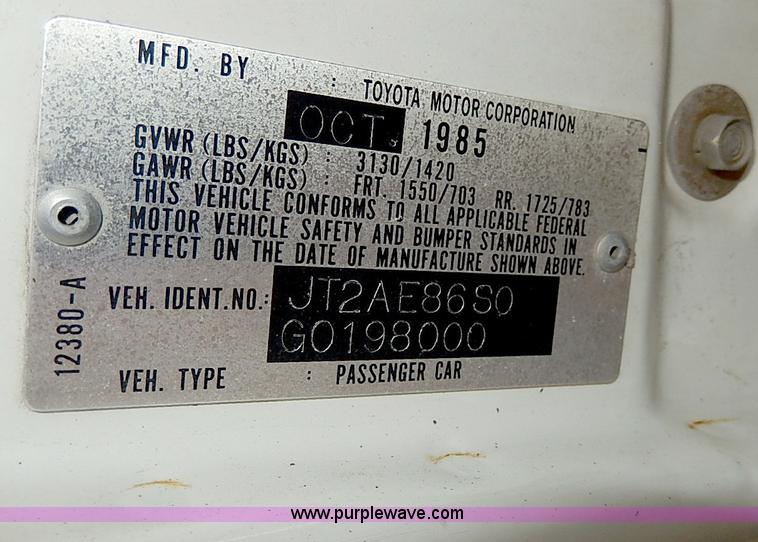 MFD. BY : TOYOTA MOTOR CORPORATION
OCT. 1985
GVWR (LBS/KGS) : 3130/1420
GAWR (LBS/KGS) : FRT. 1550/703 RR. 1725/783
THIS VEHICLE CONFORMS TO ALL APPLICABLE FEDERAL
MOTOR VEHICLE SAFETY AND BUMPER STANDARDS IN
EFFECT ON THE DATE OF MANUFACTURE SHOWN ABOVE.
VEH. IDENT.NO.: JT2AE86S0
G0198000
VEH. TYPE : PASSENGER CAR
12380-A
www.purplewave.com